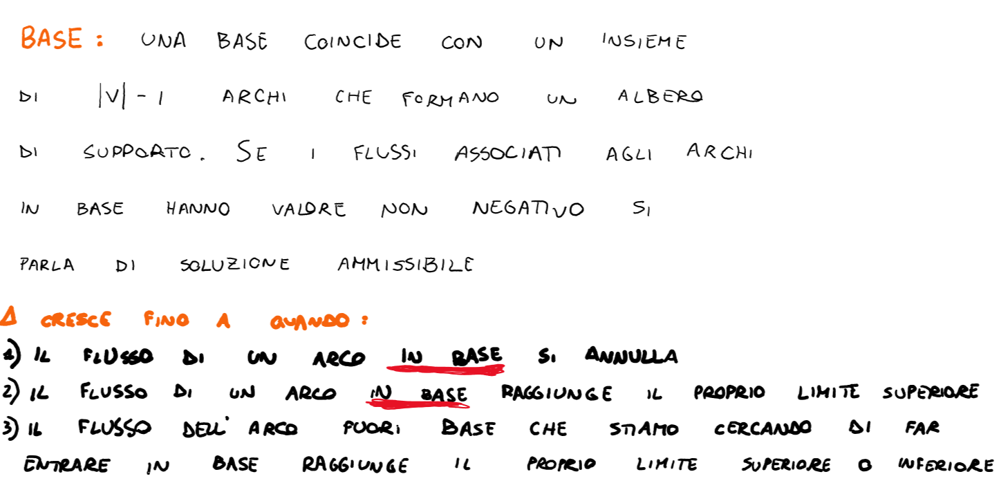 BASE: UNA BASE COINCIDE CON UN INSIEME
DI |V| - 1 ARCHI CHE FORMANO UN ALBERO
DI SUPPORTO. SE I FLUSSI ASSOCIATI AGLI ARCHI
IN BASE HANNO VALORE NON NEGATIVO SI
PARLA DI SOLUZIONE AMMISSIBILE
Δ CRESCE FINO A QUANDO:
1) IL FLUSSO DI UN ARCO IN BASE SI ANNULLA
2) IL FLUSSO DI UN ARCO IN BASE RAGGIUNGE IL PROPRIO LIMITE SUPERIORE
3) IL FLUSSO DELL' ARCO FUORI BASE CHE STIAMO CERCANDO DI FAR
ENTRARE IN BASE RAGGIUNGE IL PROPRIO LIMITE SUPERIORE O INFERIORE